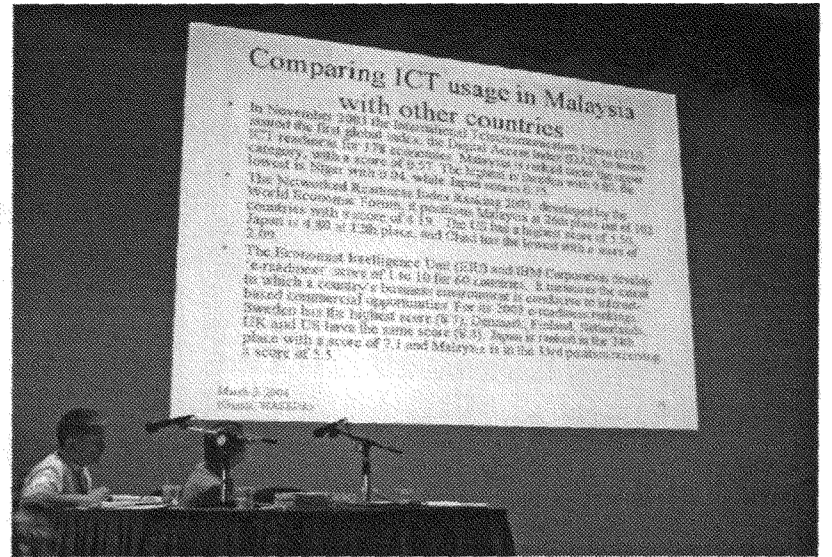 Comparing ICT usage in Malaysia
with other countries
• In November 2003 the International Telecommunication Union (ITU)
issued the first global index, the Digital Access Index (DAI), to
ICT readiness for 178 economies. Malaysia is ranked under the upper
category, with a score of 0.57. The highest is Sweden with 0.85, the
lowest is Niger with 0.04, while Japan scores 0.75.
• The Networked Readiness Index Ranking 2003, developed by the
World Economic Forum, it positions Malaysia at 26th place out of 102
countries with a score of 4.19. The US has a highest score of 5.50,
Japan is 4.80 at 12th place, and Chad has the lowest with a score of
2.09.
• The Economist Intelligence Unit (EIU) and IBM Corporation develop
'e-readiness' score of 1 to 10 for 60 countries. It measures the extent
to which a country's business environment is conducive to internet-
based commercial opportunities. For its 2003 e-readiness rankings,
Sweden has the highest score (8.7), Denmark, Finland, Netherlands,
UK and US have the same score (8.4). Japan is ranked in the 24th
place with a score of 7.1 and Malaysia is in the 33rd position receiving
a score of 5.5.
March 3, 2004